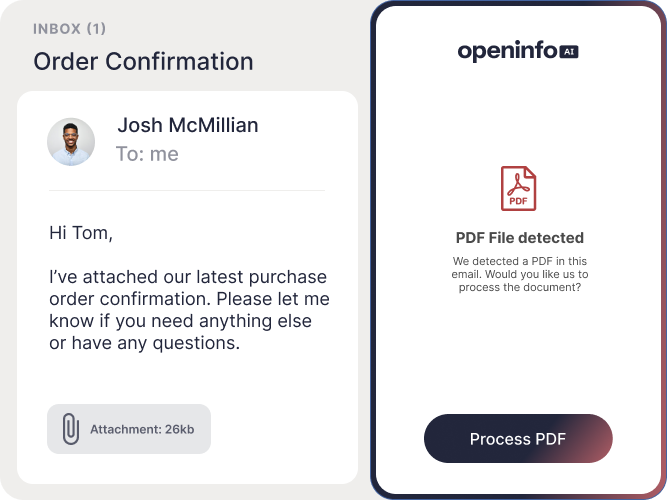 INBOX (1)
Order Confirmation
Josh McMillian
To: me
Hi Tom,
I’ve attached our latest purchase
order confirmation. Please let me
know if you need anything else
or have any questions.
Attachment: 26kb
openinfo AI
PDF
PDF File detected
We detected a PDF in this
email. Would you like us to
process the document?
Process PDF